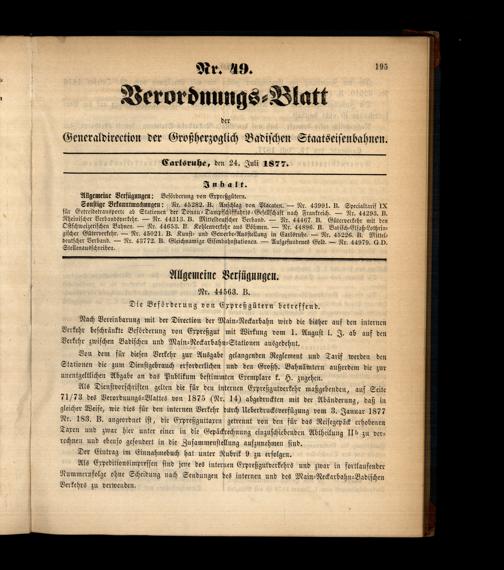 Nr. 49.
195
Verordnungs-Blatt
der
Generaldirection der Großherzoglich Badischen Staatseisenbahnen.
Carlsruhe, den 24. Juli 1877.
Inhalt.
Allgemeine Verfügungen: Beförderung von Expreßgütern.
Sonstige Bekanntmachungen: Nr. 45282. B. Anschlag von Placaten. — Nr. 43991. B. Specialtarif IX
für Getreidetransporte ab Stationen der Donau-Dampfschifffahrts-Gesellschaft nach Frankreich. — Nr. 44293. B.
Rheinischer Verbandverkehr. — Nr. 44313. B. Mitteldeutscher Verband. — Nr. 44467. B. Güterverkehr mit den
Ostschweizerischen Bahnen. — Nr. 44653. B. Kohlenverkehr aus Böhmen. — Nr. 44896. B. Badisch-Elsaß-Lothrin-
gischer Güterverkehr. — Nr. 45021. B. Kunst- und Gewerbe-Ausstellung in Carlsruhe. — Nr. 45226. B. Mittel-
deutscher Verband. — Nr. 43772. B. Gleichnamige Eisenbahnstationen. — Aufgefundenes Geld. — Nr. 44979. G.D.
Stellenausschreiben.
Allgemeine Verfügungen.
Nr. 44563. B.
Die Beförderung von Expreßgütern betreffend.
Nach Vereinbarung mit der Direction der Main-Neckarbahn wird die bisher auf den internen
Verkehr beschränkte Beförderung von Expreßgut mit Wirkung vom 1. August l. J. ab auf den
Verkehr zwischen Badischen und Main-Neckarbahn-Stationen ausgedehnt.
Von dem für diesen Verkehr zur Ausgabe gelangenden Reglement und Tarif werden den
Stationen die zum Dienstgebrauch erforderlichen und den Großh. Bahnämtern außerdem die zur
unentgeltlichen Abgabe an das Publikum bestimmten Exemplare k. H. zugehen.
Als Dienstvorschriften gelten die für den internen Expreßgutverkehr maßgebenden, auf Seite
71/73 des Verordnungs-Blattes von 1875 (Nr. 14) abgedruckten mit der Abänderung, daß in
gleicher Weise, wie dies für den internen Verkehr durch Ueberdruckverfügung vom 3. Januar 1877
Nr. 183. B. angeordnet ist, die Expreßguttaxen getrennt von den für das Reisegepäck erhobenen
Taxen und zwar hier unter einer in die Gepäckrechnung einzuschiebenden Abtheilung IIb zu ver-
rechnen und ebenso gesondert in die Zusammenstellung aufzunehmen sind.
Der Eintrag im Einnahmebuch hat unter Rubrik 9 zu erfolgen.
Als Expeditionsimpressen sind jene des internen Expreßgutverkehrs und zwar in fortlaufender
Nummernfolge ohne Scheidung nach Sendungen des internen und des Main-Neckarbahn-Badischen
Verkehrs zu verwenden.